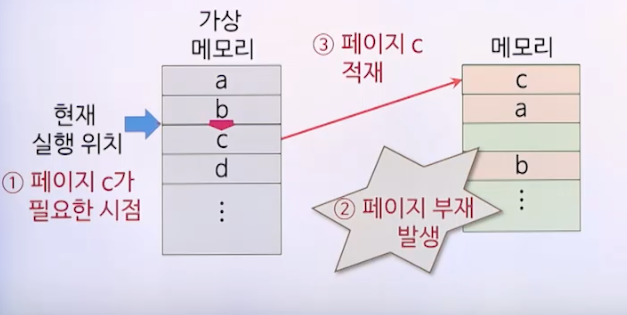 가상
메모리
a
b
c
d
⋮
현재
실행 위치
① 페이지 c가
필요한 시점
② 페이지 부재
발생
③ 페이지 c
적재
메모리
c
a
b
⋮